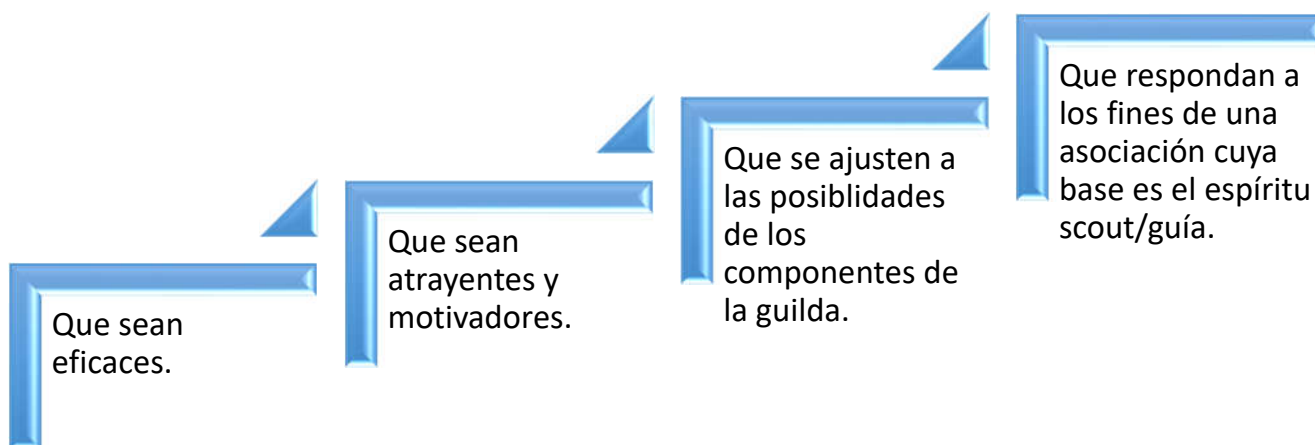 Que sean
eficaces.
Que sean
atrayentes y
motivadores.
Que se ajusten a
las posiblidades
de los
componentes de
la guilda.
Que respondan a
los fines de una
asociación cuya
base es el espíritu
scout/guía.